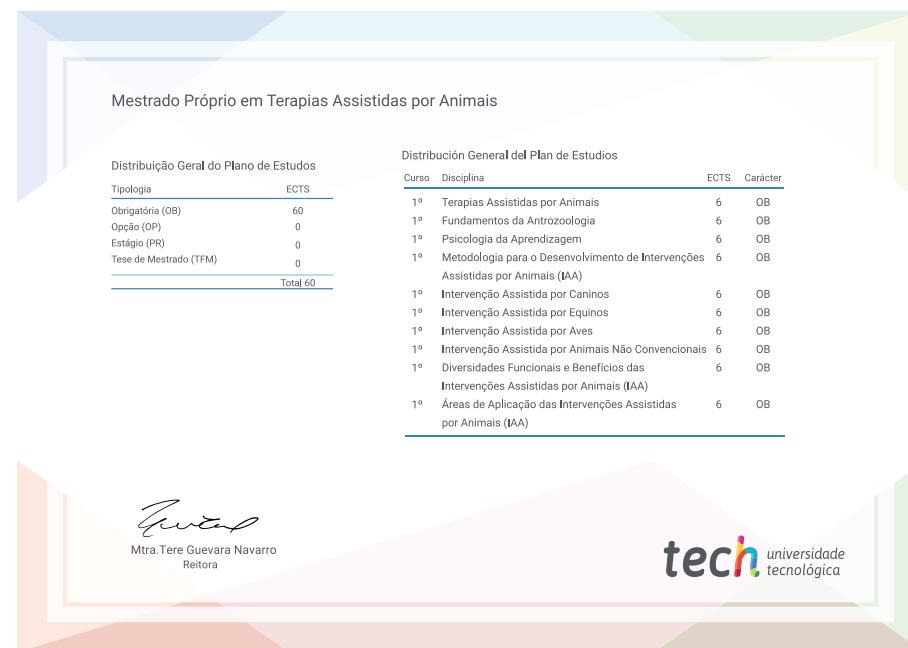 Mestrado Próprio em Terapias Assistidas por Animais
Distribuição Geral do Plano de Estudos
Tipologia ECTS
Obrigatória (OB) 60
Opção (OP) 0
Estágio (PR) 0
Tese de Mestrado (TFM) 0
Total 60
Distribución General del Plan de Estudios
Curso Disciplina ECTS Carácter
1º Terapias Assistidas por Animais 6 OB
1º Fundamentos da Antrozoologia 6 OB
1º Psicologia da Aprendizagem 6 OB
1º Metodologia para o Desenvolvimento de Intervenções 6 OB
Assistidas por Animais (IAA)
1º Intervenção Assistida por Caninos 6 OB
1º Intervenção Assistida por Equinos 6 OB
1º Intervenção Assistida por Aves 6 OB
1º Intervenção Assistida por Animais Não Convencionais 6 OB
1º Diversidades Funcionais e Benefícios das 6 OB
Intervenções Assistidas por Animais (IAA)
1º Áreas de Aplicação das Intervenções Assistidas 6 OB
por Animais (IAA)
Mtra.Tere Guevara Navarro
Reitora
tech universidade
tecnológica